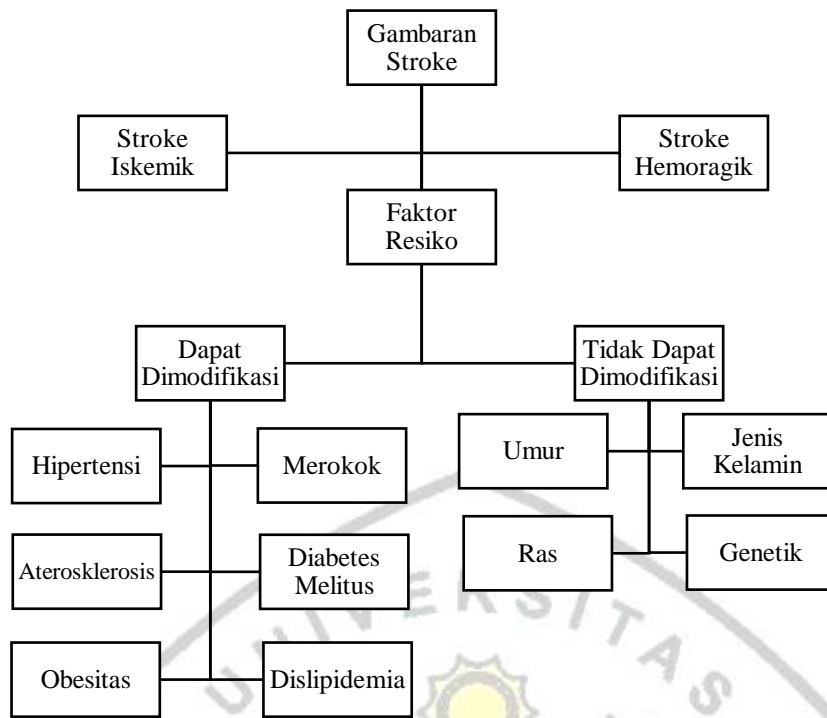 Gambaran
Stroke
Stroke
Iskemik
Stroke
Hemoragik
Faktor
Resiko
Dapat
Dimodifikasi
Tidak Dapat
Dimodifikasi
Hipertensi
Merokok
Umur
Jenis
Kelamin
Aterosklerosis
Diabetes
Melitus
Ras
Genetik
Obesitas
Dislipidemia
UNIVERSITAS